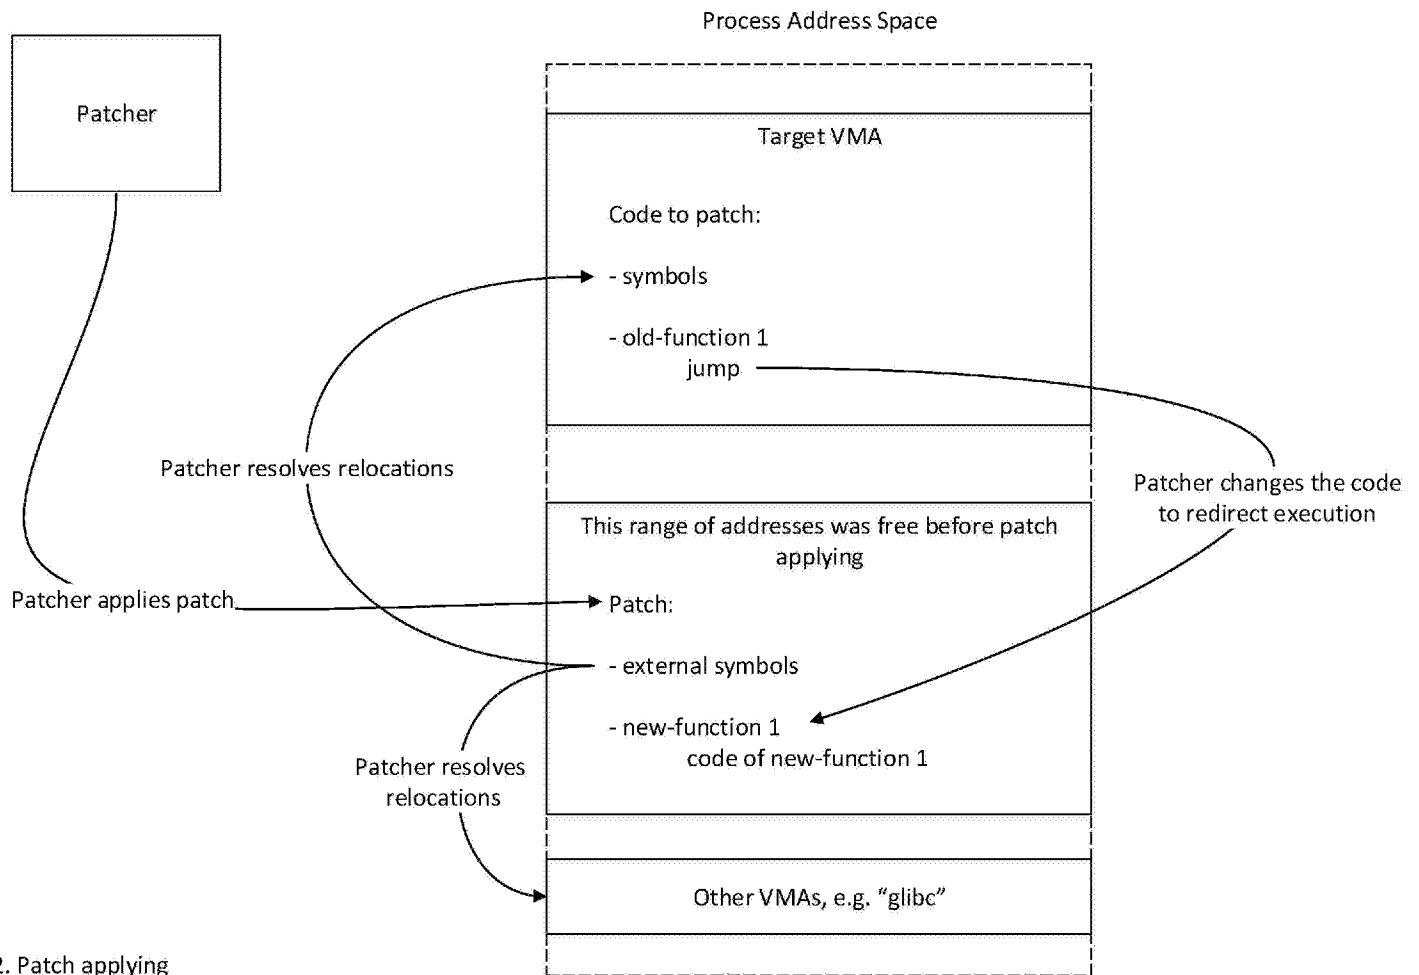 Process Address Space
Patcher
Target VMA
Code to patch:
- symbols
- old-function 1
jump
Patcher resolves relocations
Patcher changes the code
to redirect execution
This range of addresses was free before patch
applying
Patcher applies patch
Patch:
- external symbols
- new-function 1
code of new-function 1
Patcher resolves
relocations
Other VMAs, e.g. “glibc”
2. Patch applying